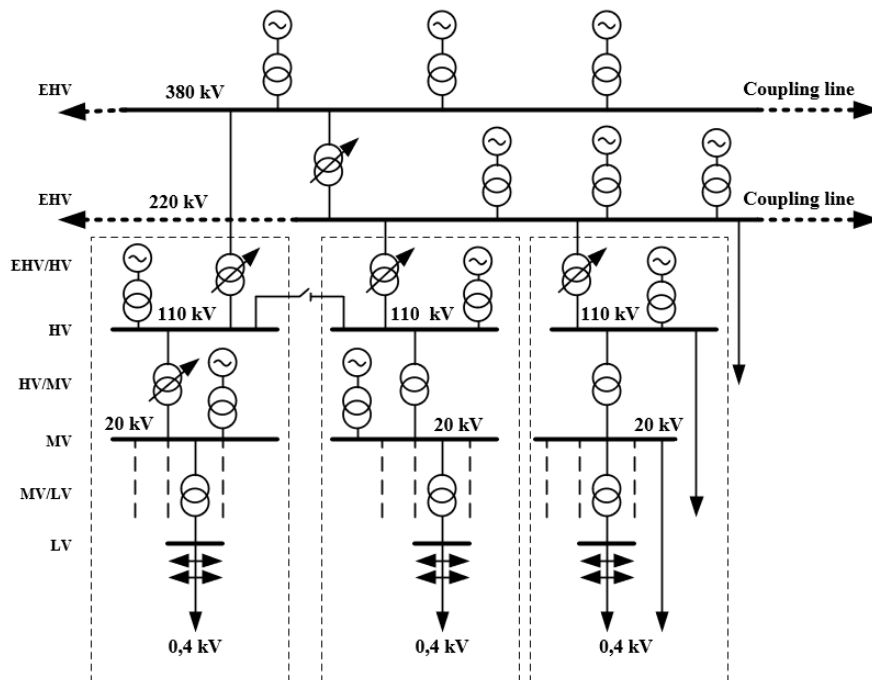 EHV
380 kV
Coupling line
EHV
220 kV
Coupling line
EHV/HV
110 kV
110 kV
110 kV
HV
HV/MV
20 kV
20 kV
20 kV
MV
MV/LV
LV
0,4 kV
0,4 kV
0,4 kV